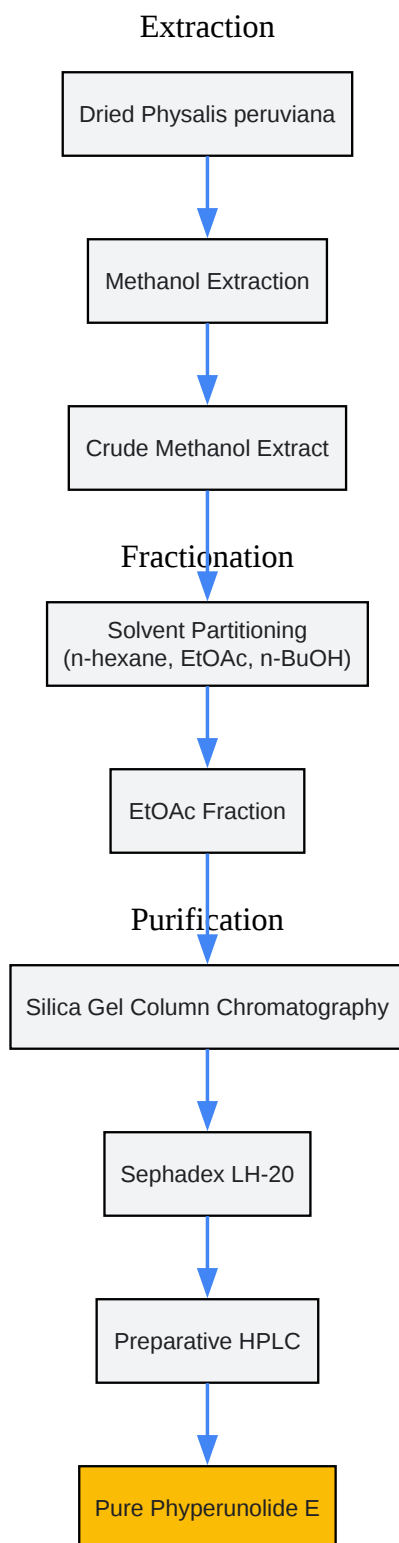 Extraction
Dried Physalis peruviana
Methanol Extraction
Crude Methanol Extract
Fractionation
Solvent Partitioning
(n-hexane, EtOAc, n-BuOH)
EtOAc Fraction
Purification
Silica Gel Column Chromatography
Sephadex LH-20
Preparative HPLC
Pure Phyperunolide E